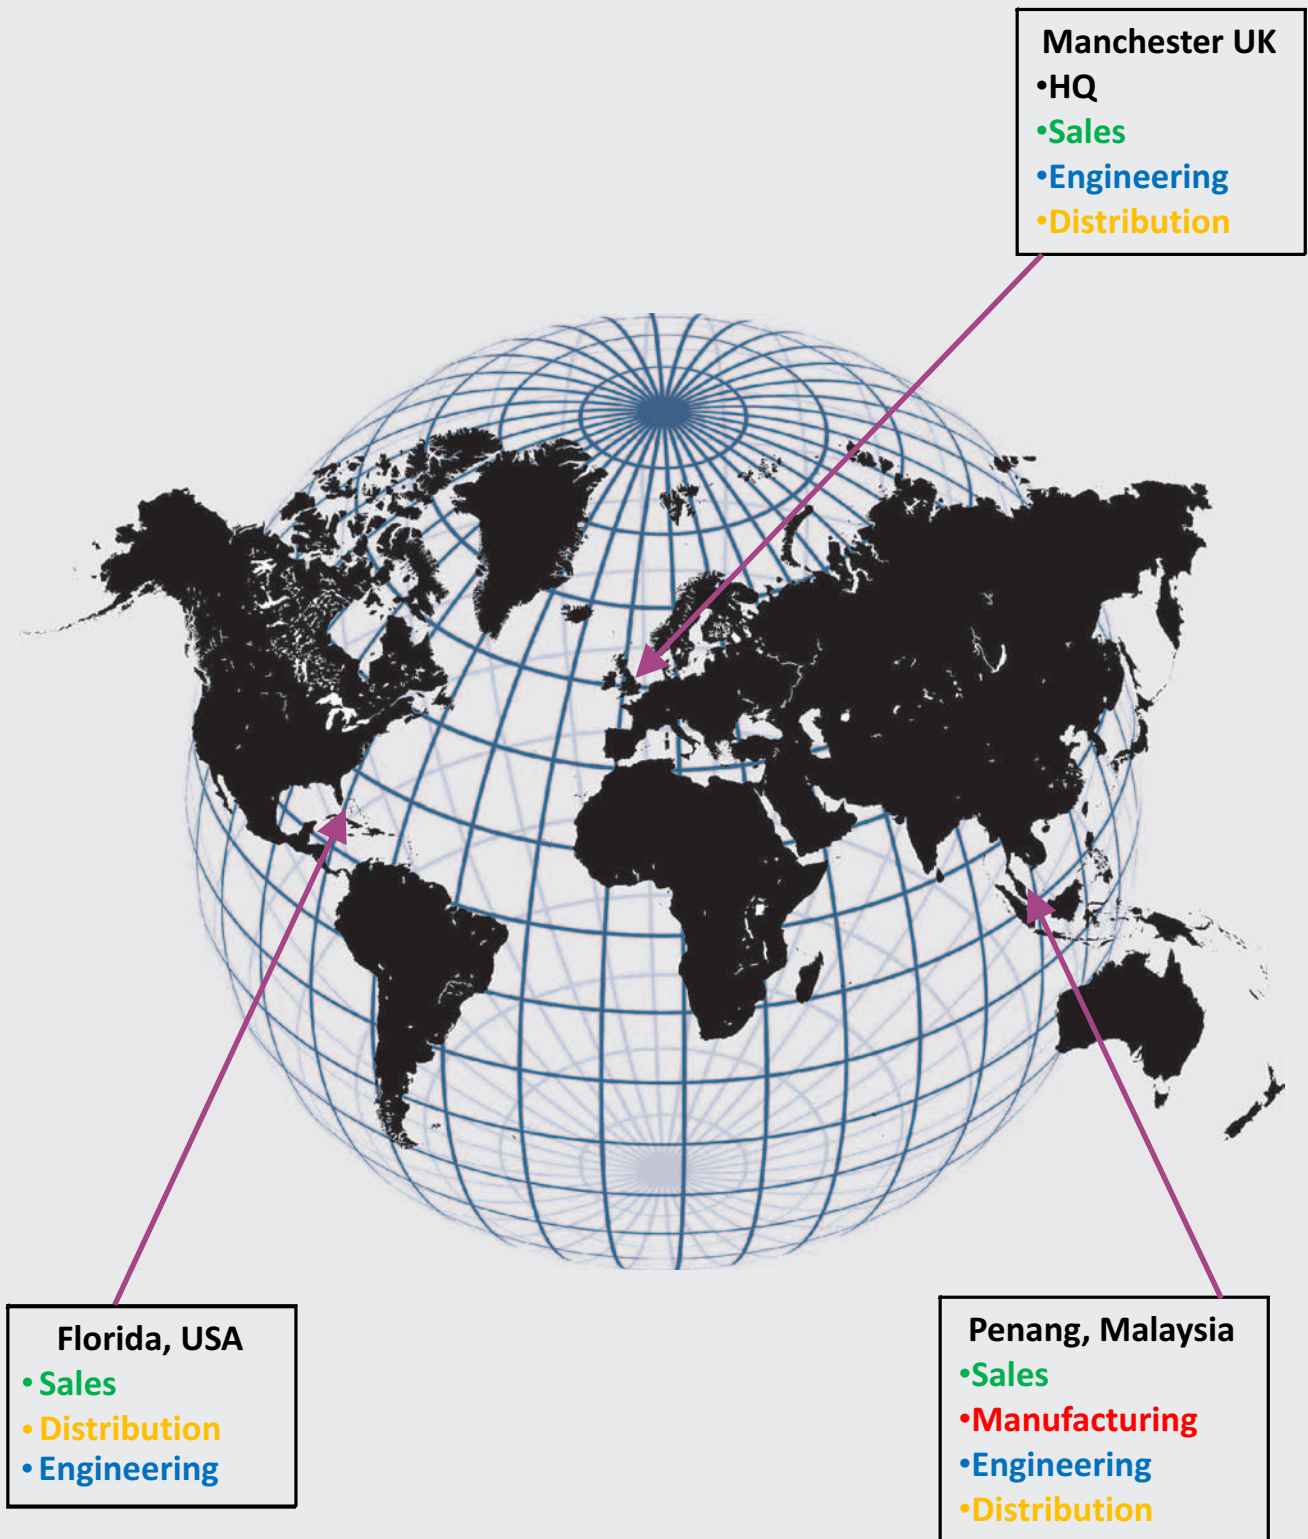 Manchester UK
•HQ
•Sales
•Engineering
•Distribution
Florida, USA
• Sales
• Distribution
• Engineering
Penang, Malaysia
•Sales
•Manufacturing
•Engineering
•Distribution